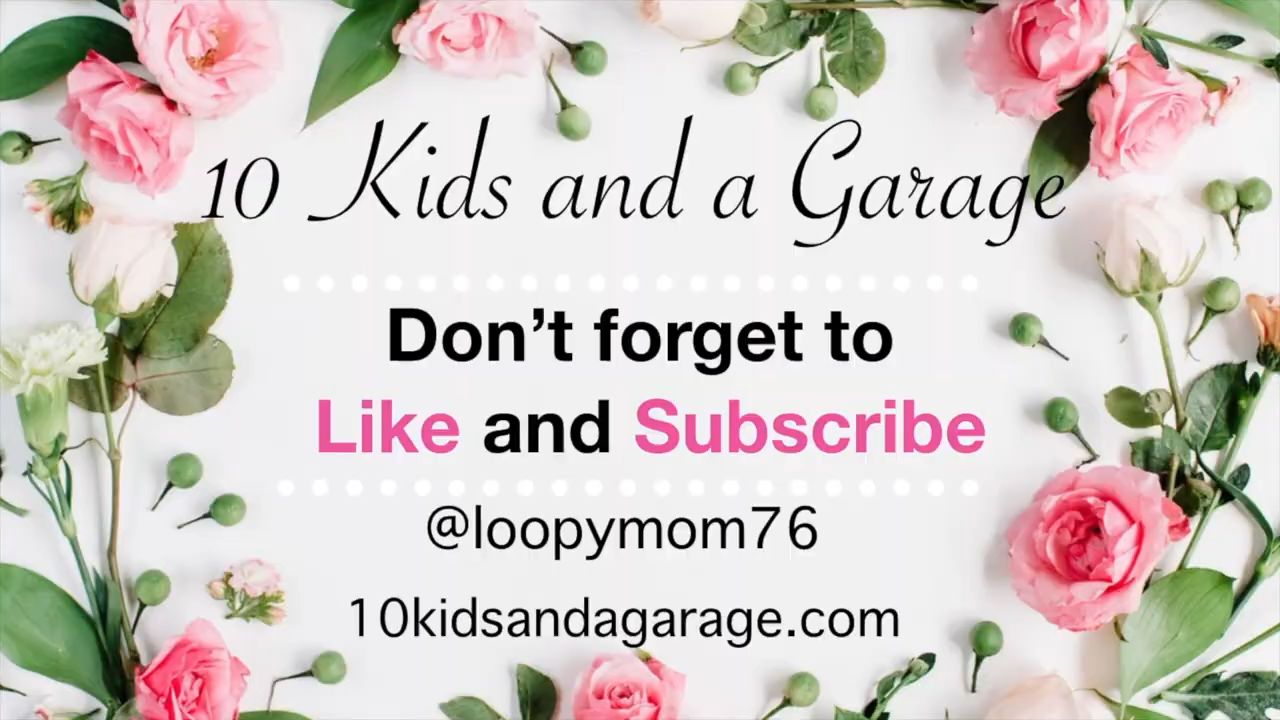 10 Kids and a Garage
Don’t forget to
Like and Subscribe
@loopymom76
10kidsandagarage.com